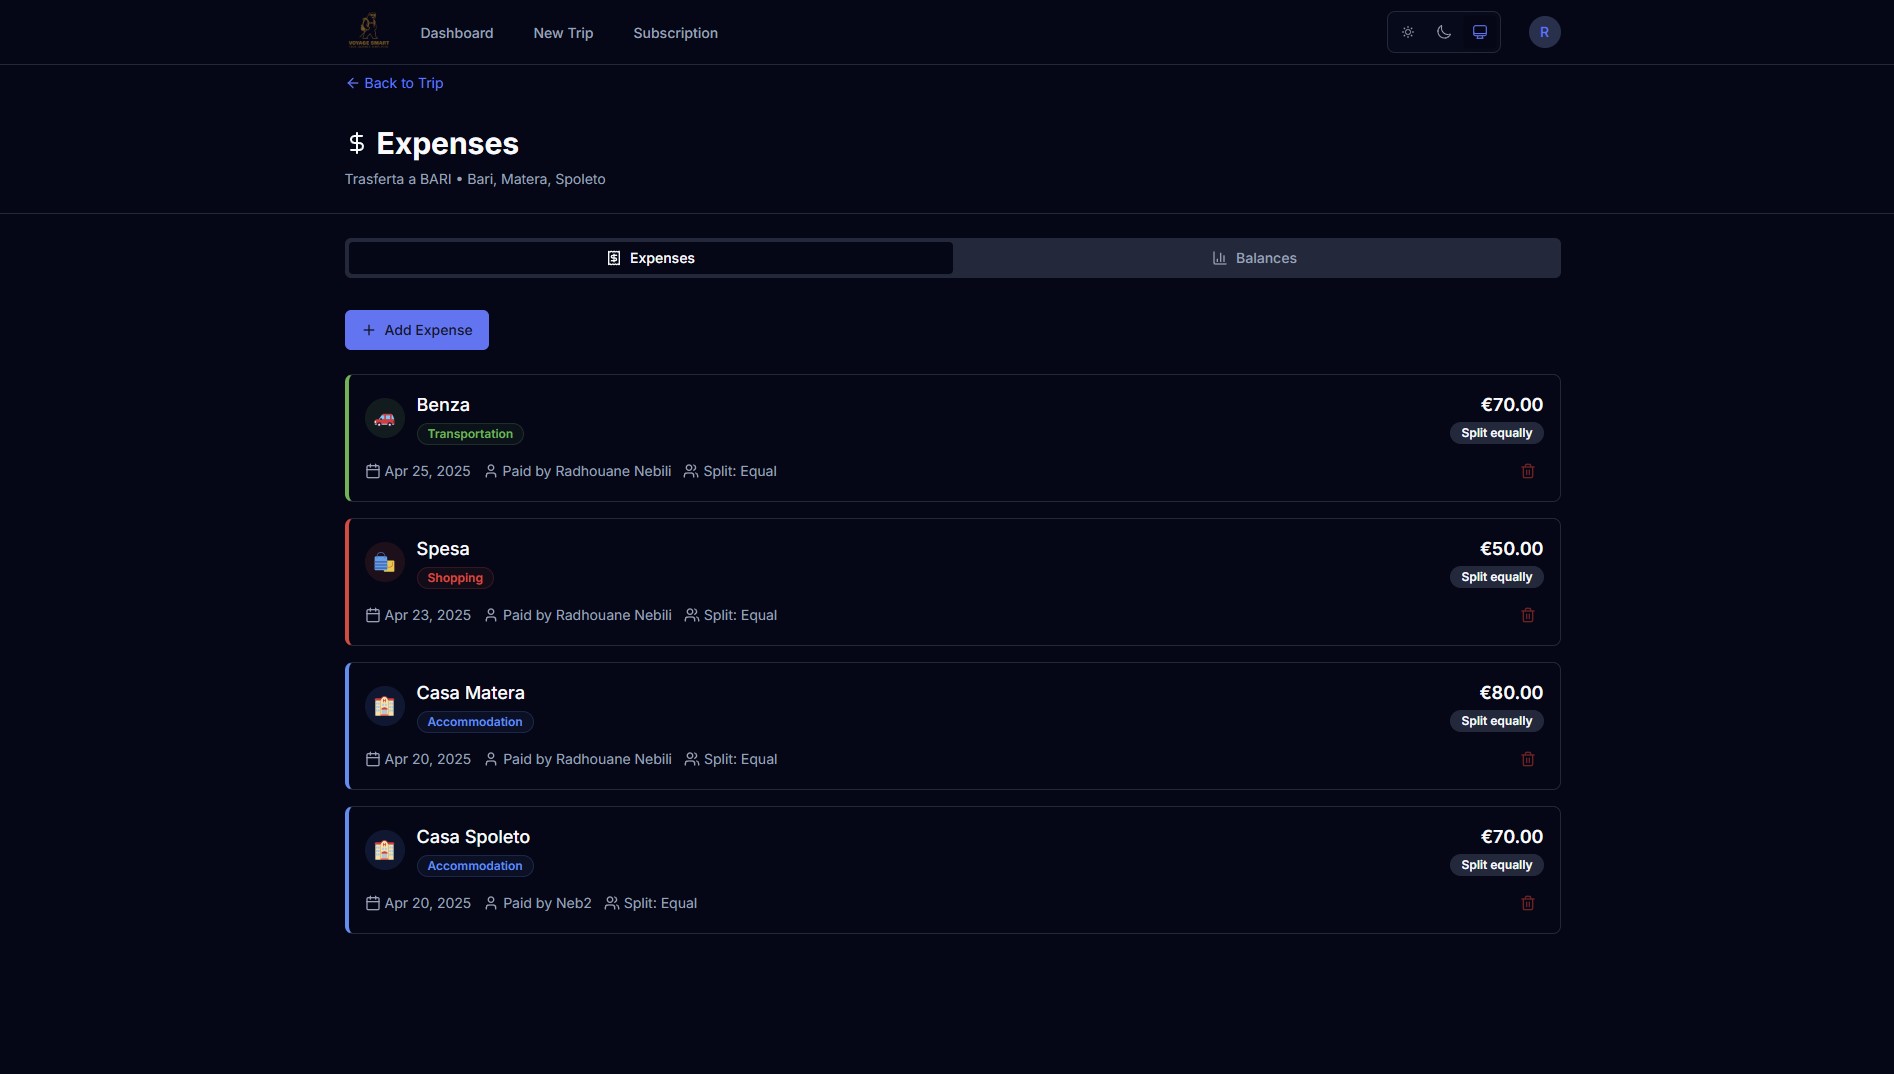 VOYAGE SMART
Dashboard
New Trip
Subscription
R
Back to Trip
$ Expenses
Trasferta a BARI • Bari, Matera, Spoleto
Expenses
Balances
+ Add Expense
Benza
€70.00
Transportation
Split equally
Apr 25, 2025 Paid by Radhouane Nebili Split: Equal
Spesa
€50.00
Shopping
Split equally
Apr 23, 2025 Paid by Radhouane Nebili Split: Equal
Casa Matera
€80.00
Accommodation
Split equally
Apr 20, 2025 Paid by Radhouane Nebili Split: Equal
Casa Spoleto
€70.00
Accommodation
Split equally
Apr 20, 2025 Paid by Neb2 Split: Equal